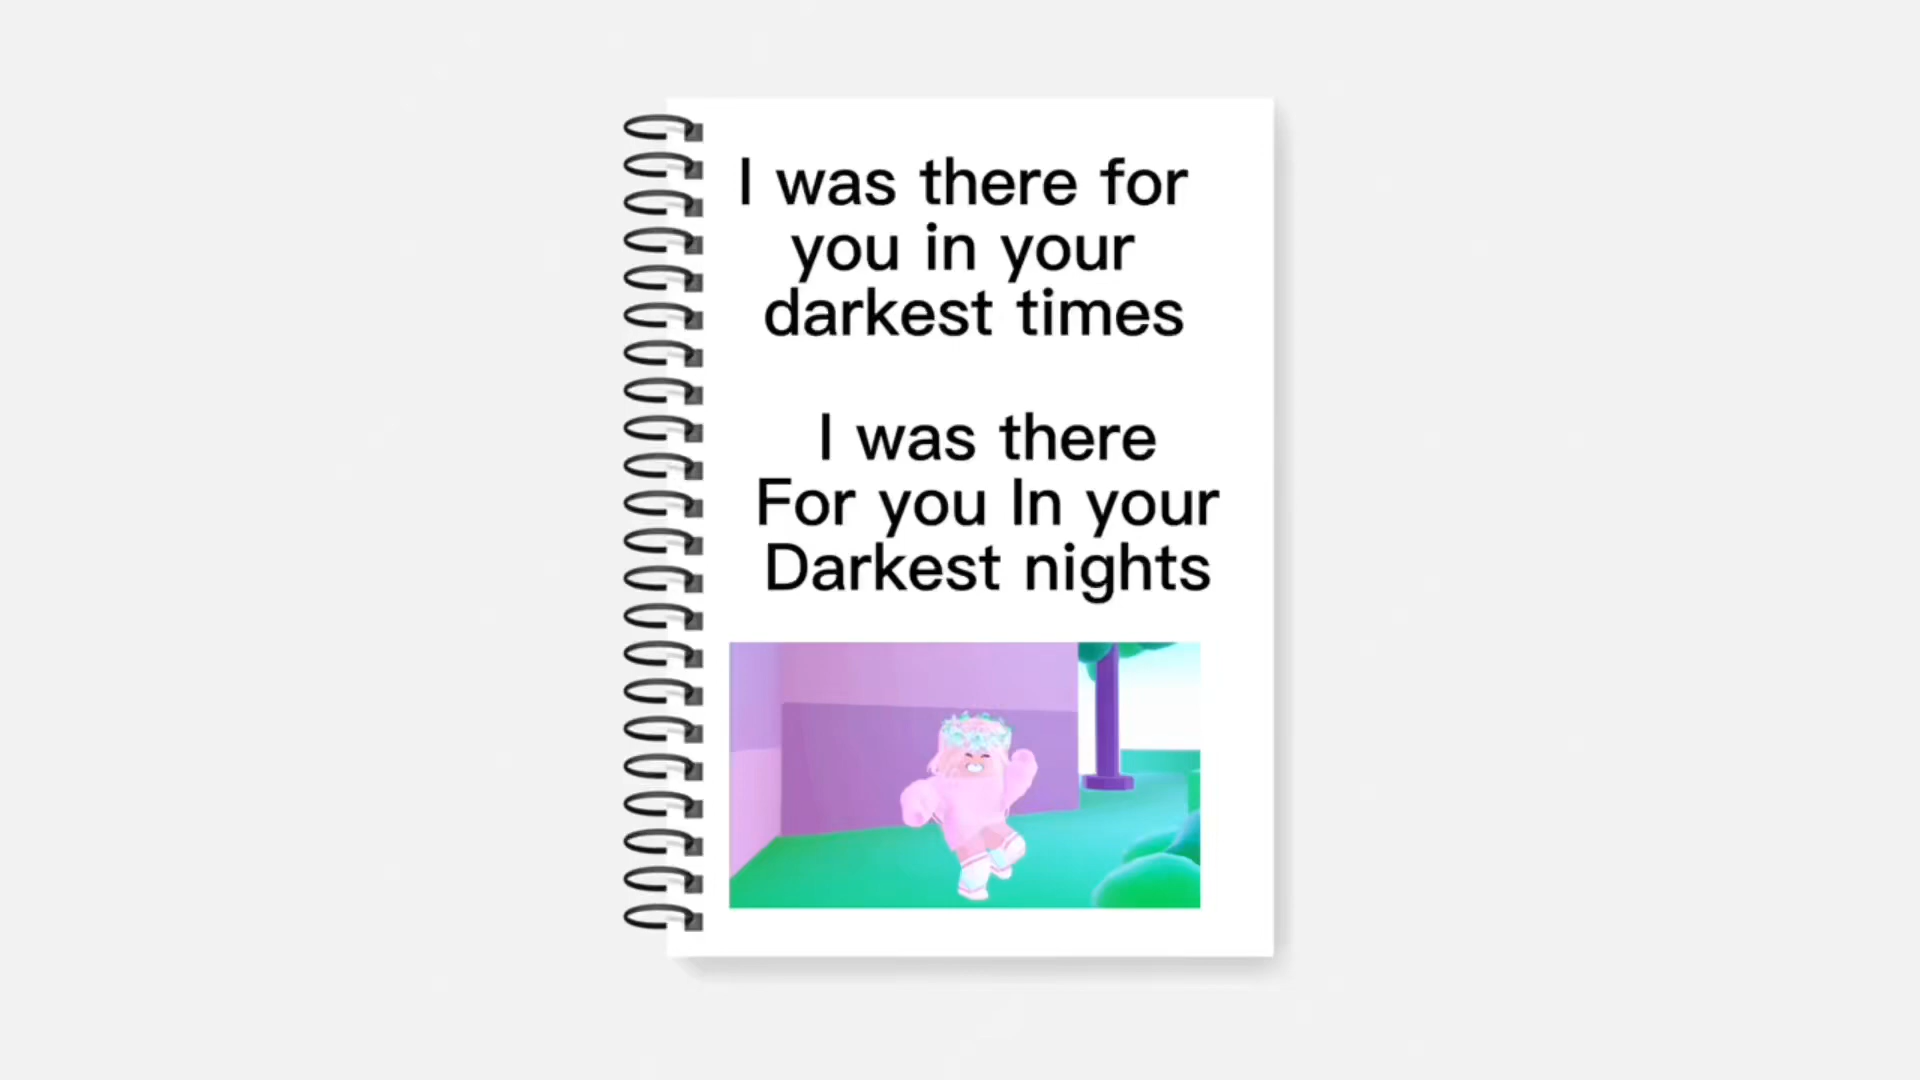 I was there for
you in your
darkest times
I was there
For you In your
Darkest nights